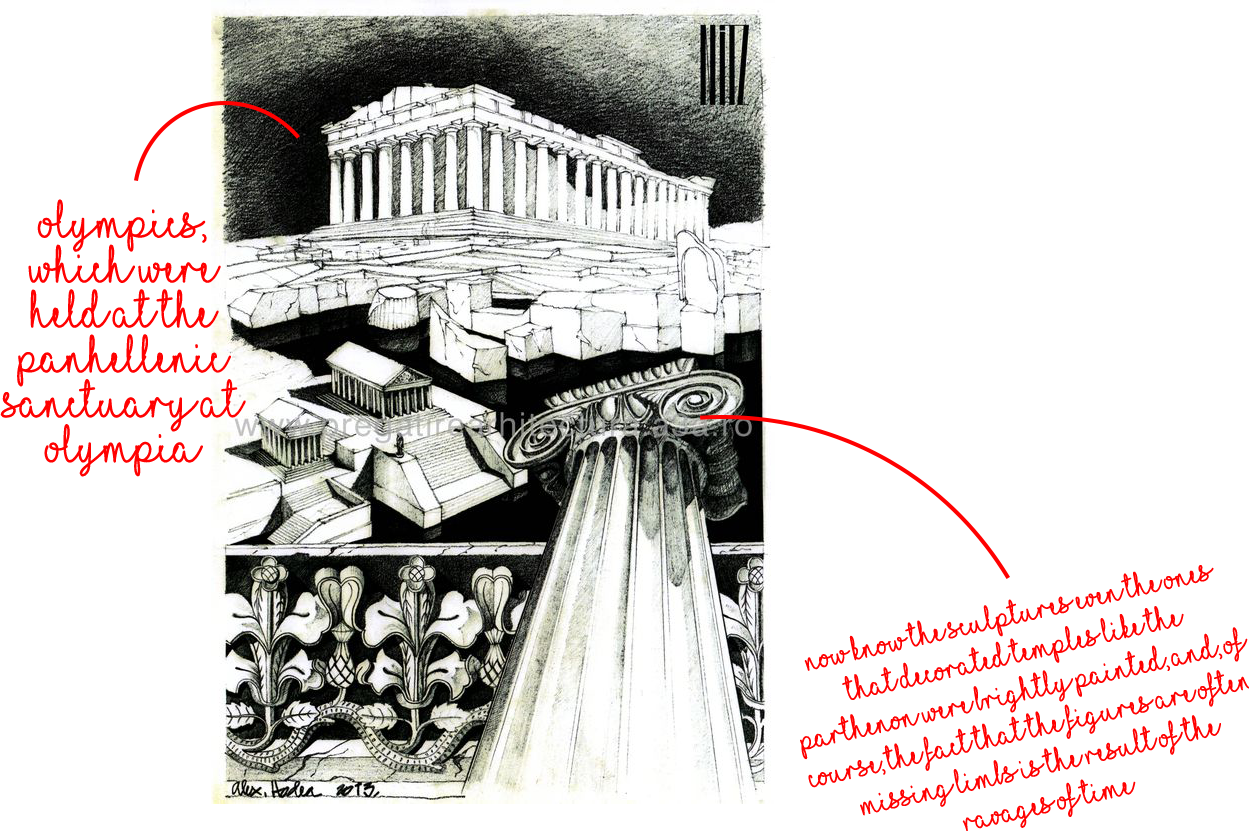 olympics,
which were
held at the
panhellenic
sanctuary at
olympia
now know the sculptures even the ones
that decorated temples like the
parthenon were brightly painted, and, of
course, the fact that the figures are often
missing limbs is the result of the
ravages of time
2013